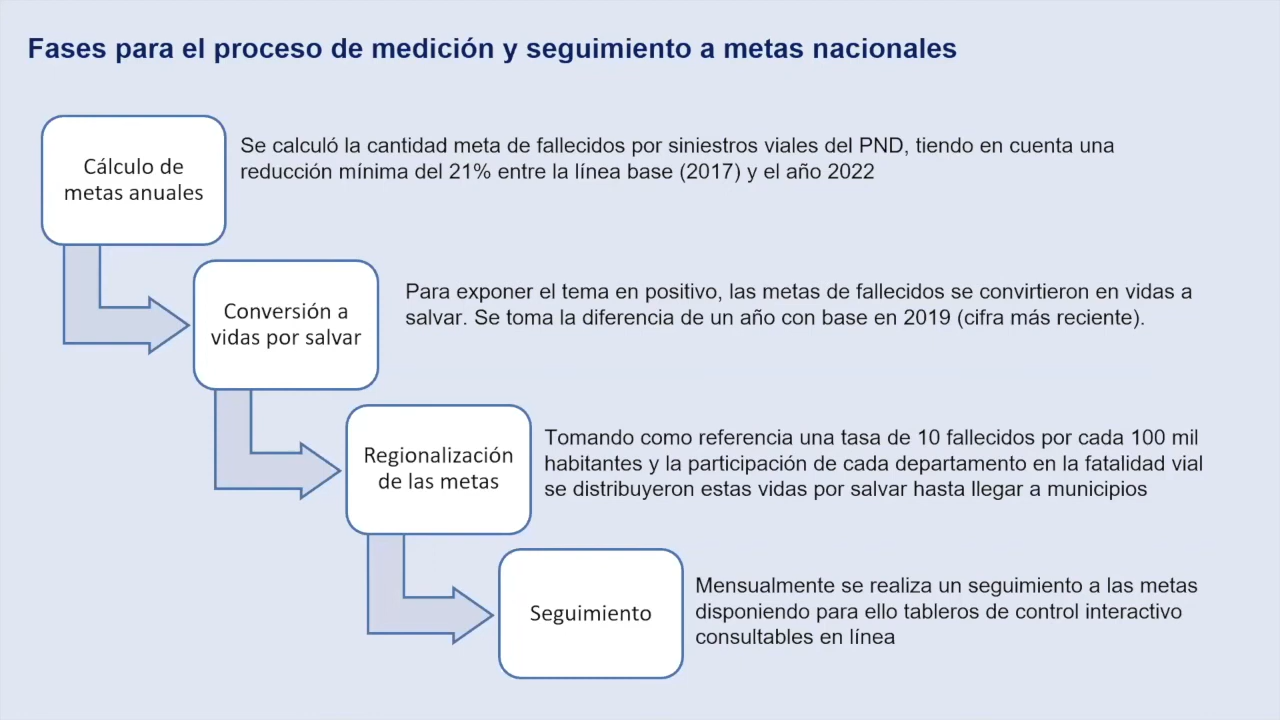 Fases para el proceso de medición y seguimiento a metas nacionales
Cálculo de
metas anuales
Se calculó la cantidad meta de fallecidos por siniestros viales del PND, tiendo en cuenta una
reducción mínima del 21% entre la línea base (2017) y el año 2022
Conversión a
vidas por salvar
Para exponer el tema en positivo, las metas de fallecidos se convirtieron en vidas a
salvar. Se toma la diferencia de un año con base en 2019 (cifra más reciente).
Regionalización
de las metas
Tomando como referencia una tasa de 10 fallecidos por cada 100 mil
habitantes y la participación de cada departamento en la fatalidad vial
se distribuyeron estas vidas por salvar hasta llegar a municipios
Seguimiento
Mensualmente se realiza un seguimiento a las metas
disponiendo para ello tableros de control interactivo
consultables en línea